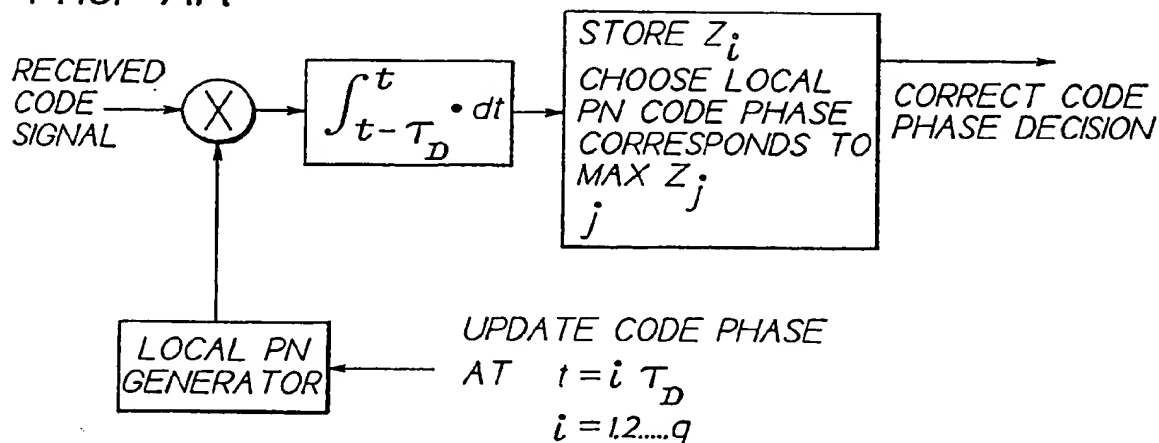 RECEIVED
CODE
SIGNAL
X
∫ t t - τD • dt
STORE Zi
CHOOSE LOCAL
PN CODE PHASE
CORRESPONDS TO
MAX Zj
j
CORRECT CODE
PHASE DECISION
LOCAL PN
GENERATOR
UPDATE CODE PHASE
AT t = i τD
i = 1.2.....q